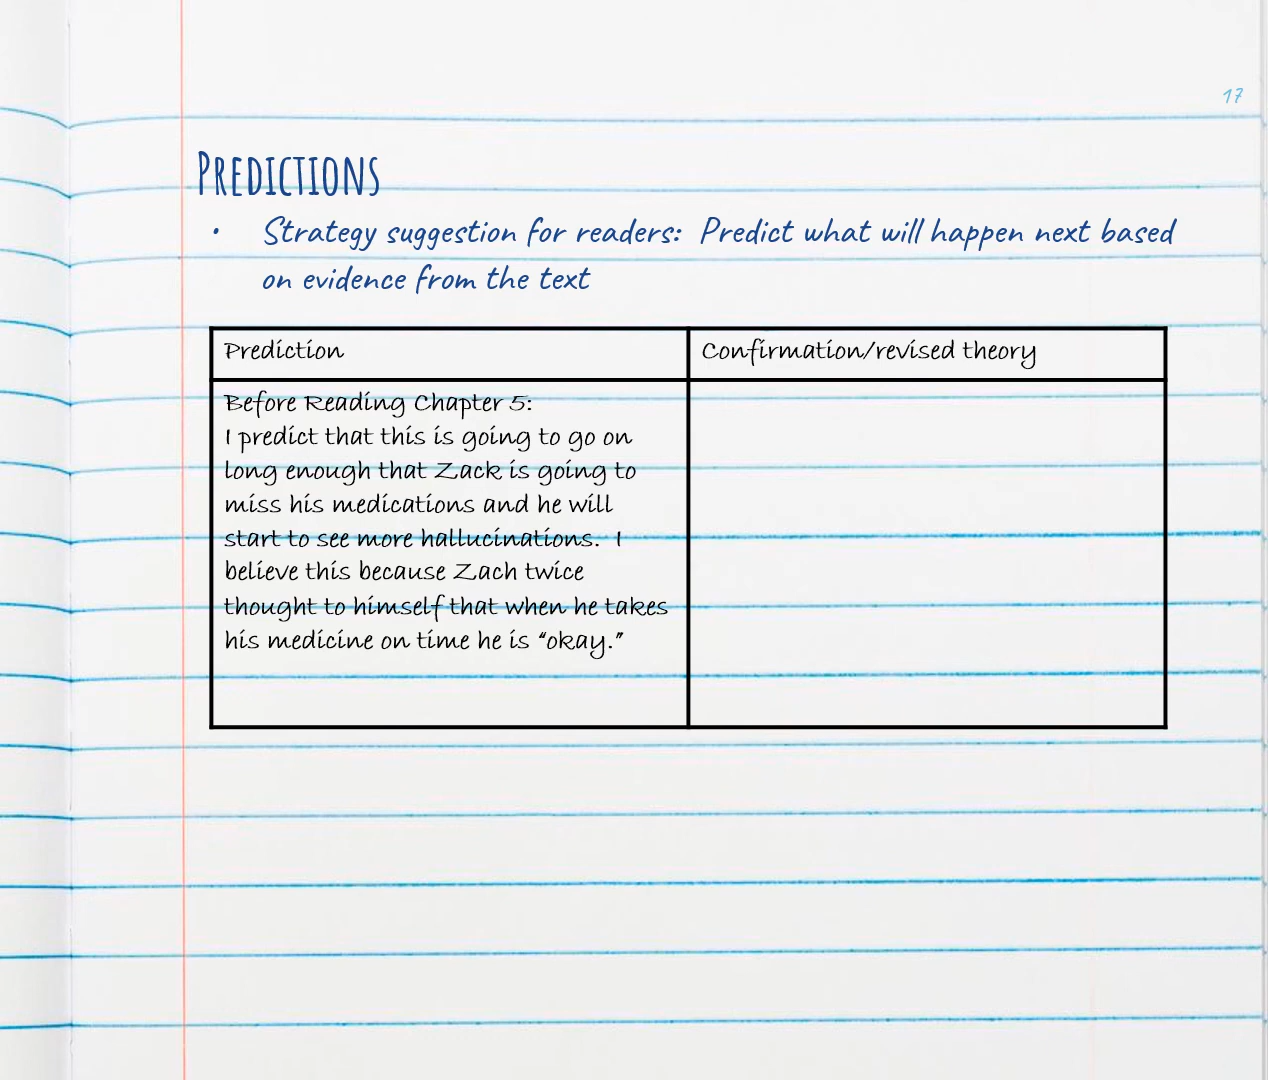 17
Predictions
• Strategy suggestion for readers: Predict what will happen next based
on evidence from the text
Prediction
Confirmation/revised theory
Before Reading Chapter 5:
I predict that this is going to go on
long enough that Zack is going to
miss his medications and he will
start to see more hallucinations. I
believe this because Zach twice
thought to himself that when he takes
his medicine on time he is “okay.”